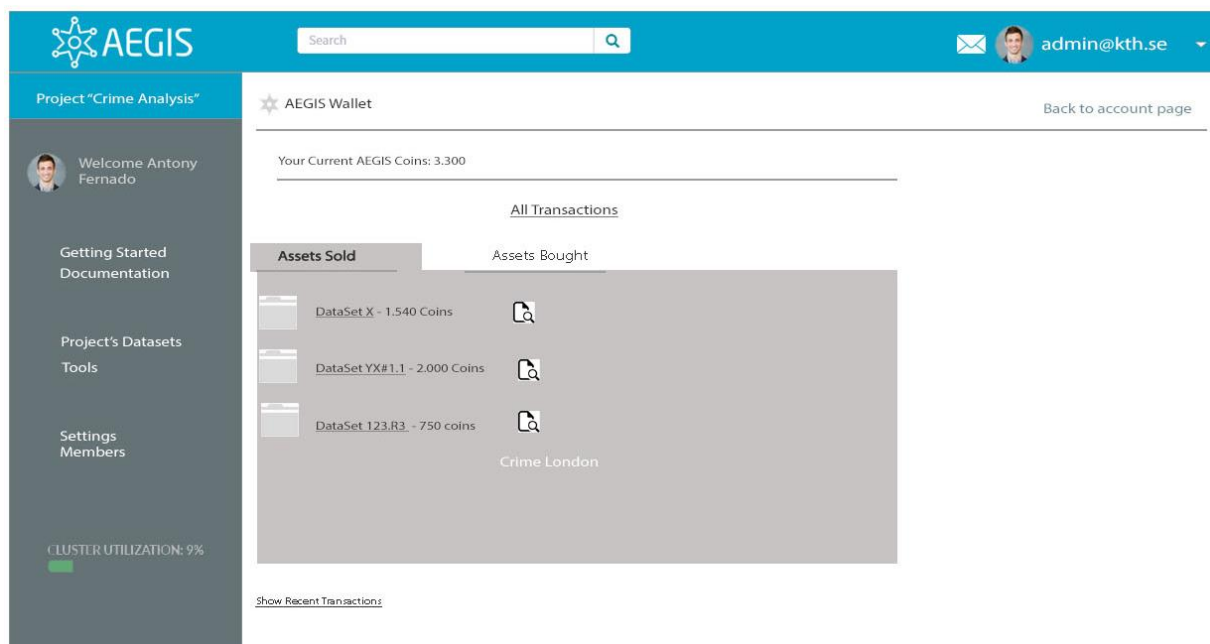 AEGIS
Search
admin@kth.se
Project "Crime Analysis"
AEGIS Wallet
Back to account page
Welcome Antony
Fernado
Your Current AEGIS Coins: 3.300
All Transactions
Getting Started
Documentation
Assets Sold
Assets Bought
DataSet X - 1.540 Coins
Project's Datasets
Tools
DataSet YX#1.1 - 2.000 Coins
DataSet 123.R3 - 750 coins
Settings
Members
Crime London
CLUSTER UTILIZATION: 9%
Show Recent Transactions